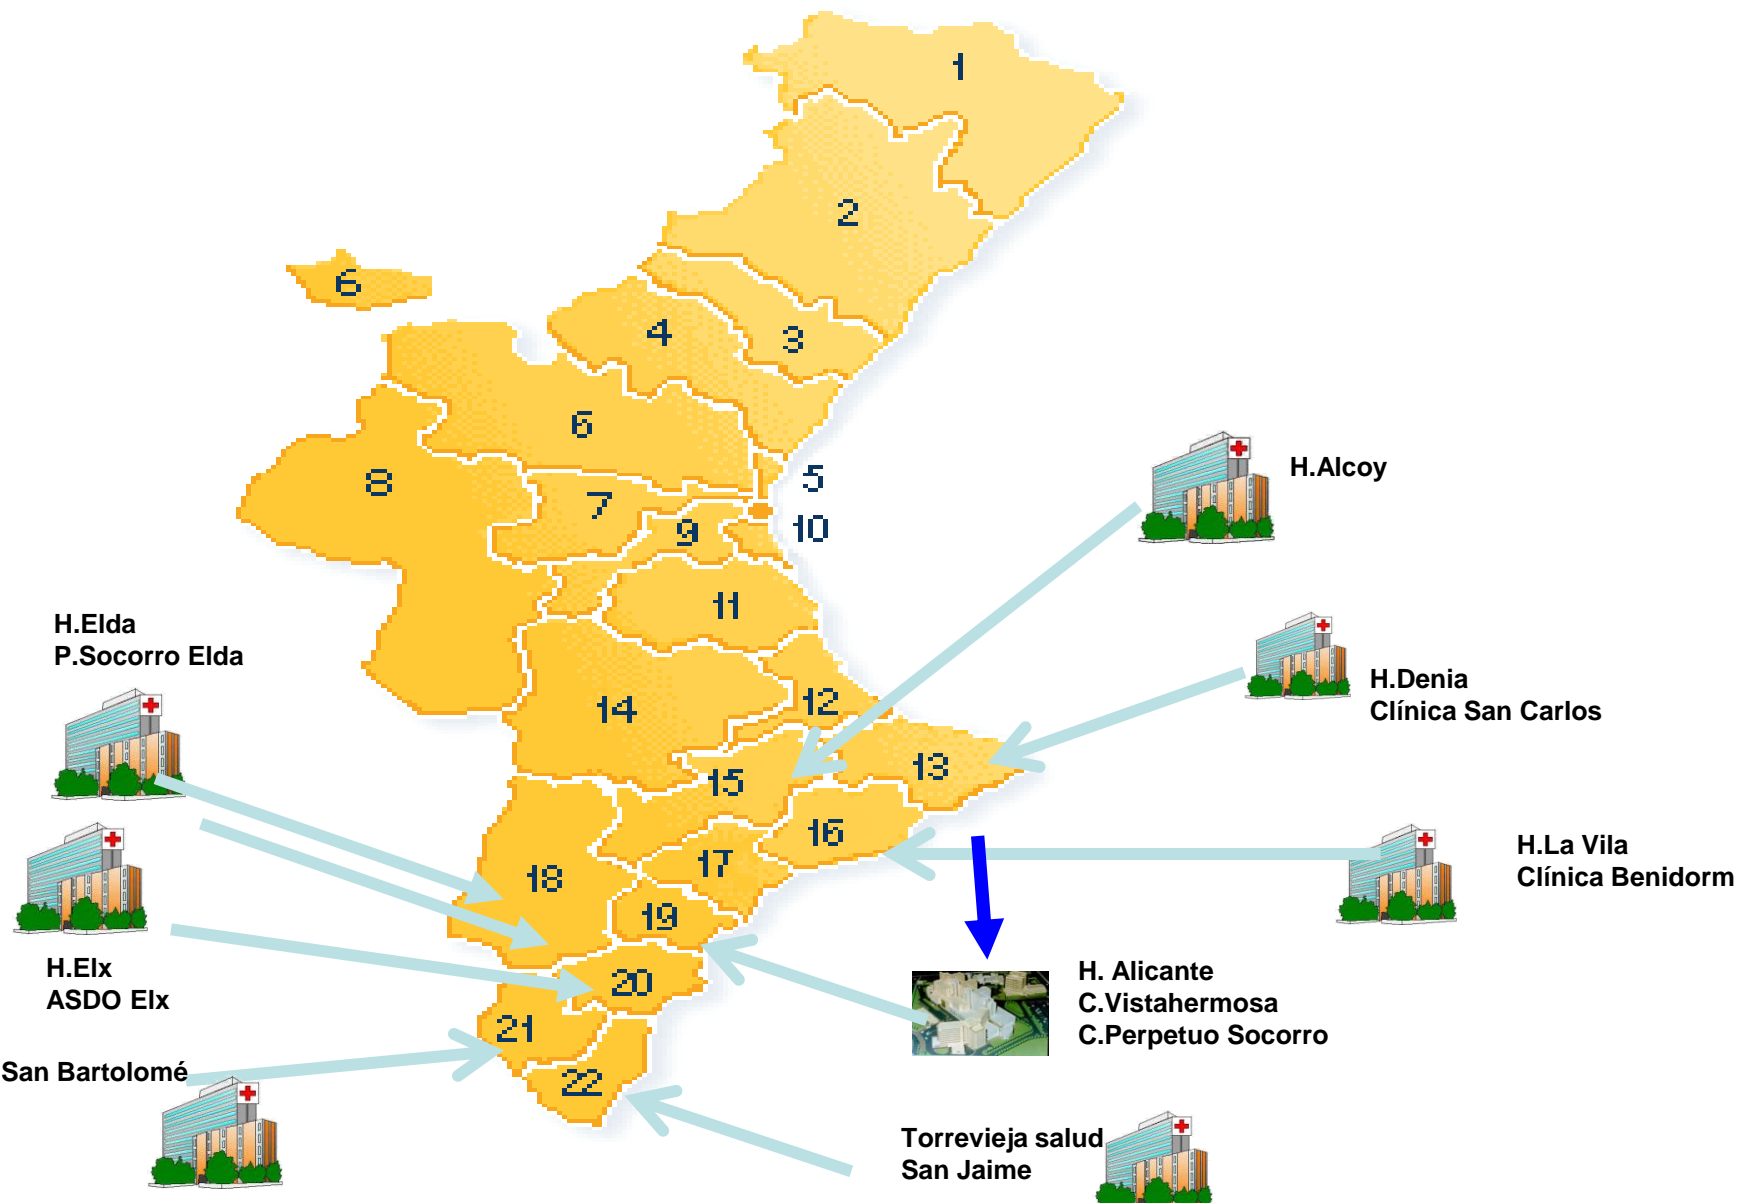 1
2
6
4
3
6
8
7
5
9
10
11
H.Alcoy
H.Elda
P.Socorro Elda
H.Denia
Clínica San Carlos
14
12
13
15
16
17
18
19
H.La Vila
Clínica Benidorm
H.Elx
ASDO Elx
20
21
22
H. Alicante
C.Vistahermosa
C.Perpetuo Socorro
San Bartolomé
Torrevieja salud
San Jaime